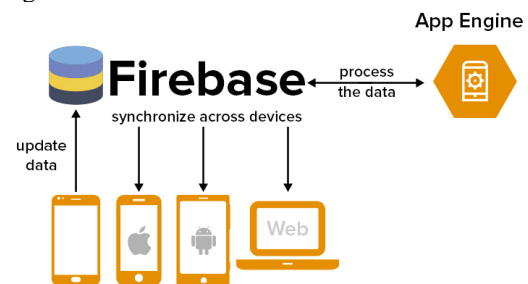 App Engine
Firebase
process
the data
synchronize across devices
update
data
Web